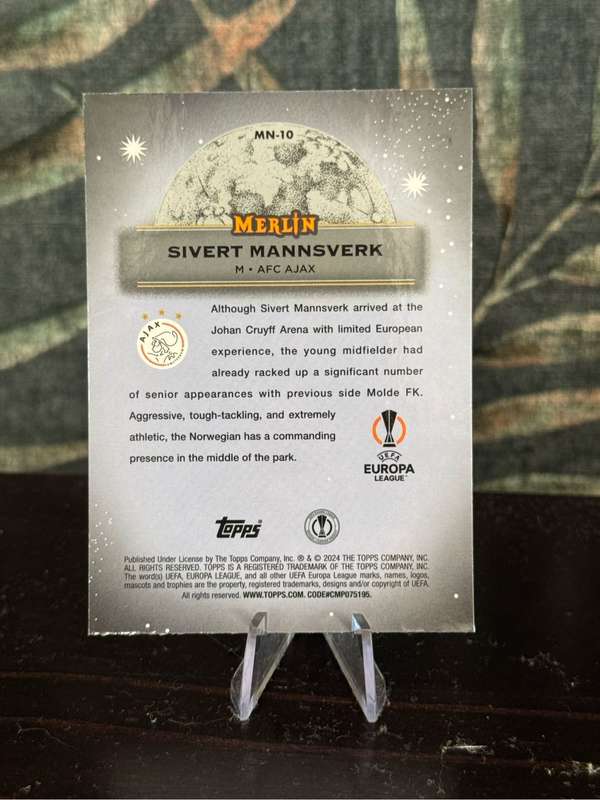 MN-10
MERLIN
SIVERT MANNSVERK
M • AFC AJAX
AJAX
Although Sivert Mannsverk arrived at the
Johan Cruyff Arena with limited European
experience, the young midfielder had
already racked up a significant number
of senior appearances with previous side Molde FK.
Aggressive, tough-tackling, and extremely
athletic, the Norwegian has a commanding
presence in the middle of the park.
UEFA
EUROPA
LEAGUE™
Topps®
Published Under License by The Topps Company, Inc. ® & © 2024 THE TOPPS COMPANY, INC.
ALL RIGHTS RESERVED. TOPPS IS A REGISTERED TRADEMARK OF THE TOPPS COMPANY, INC.
The word(s) UEFA, EUROPA LEAGUE, and all other UEFA Europa League marks, names, logos,
mascots and trophies are the property, registered trademarks, designs and/or copyright of UEFA.
All rights reserved. WWW.TOPPS.COM. CODE#CMP075195.